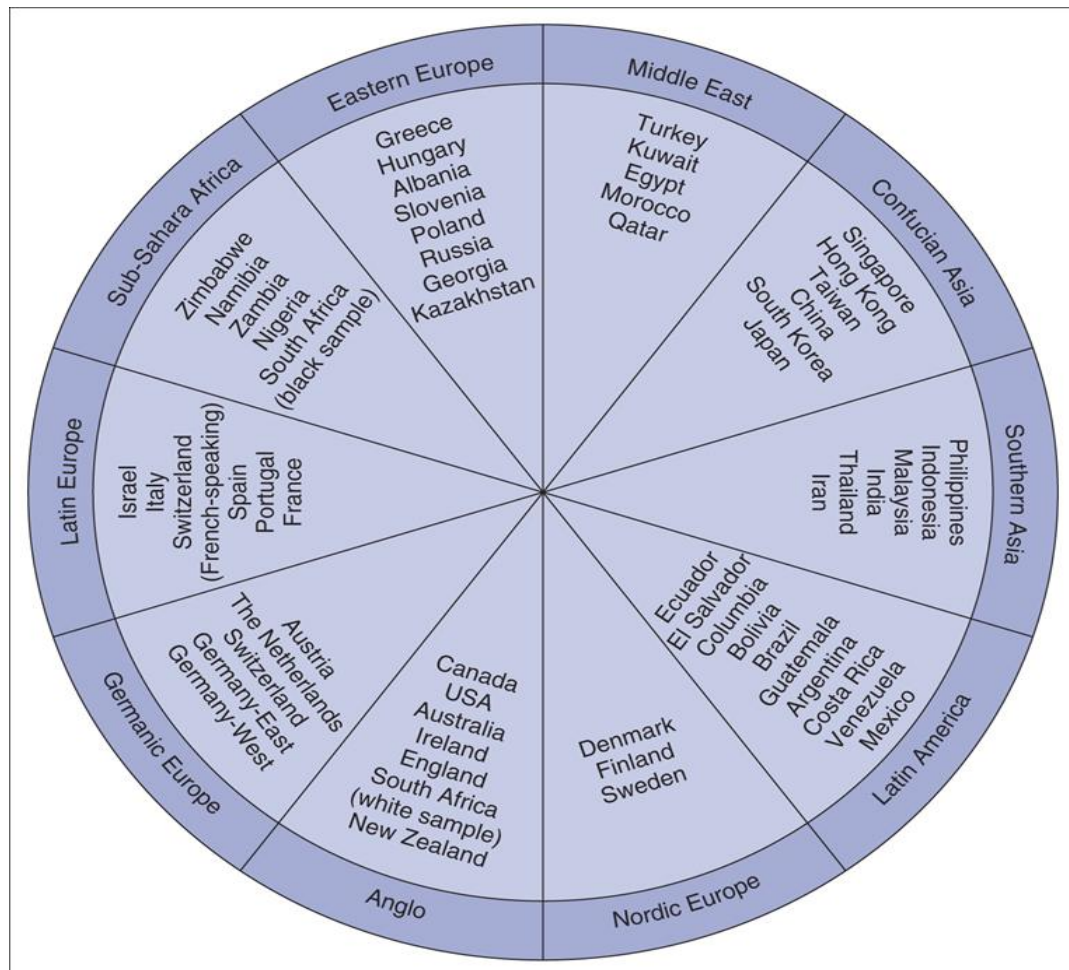 Eastern Europe
Greece
Hungary
Albania
Slovenia
Poland
Russia
Georgia
Kazakhstan
Middle East
Turkey
Kuwait
Egypt
Morocco
Qatar
Confucian Asia
Singapore
Hong Kong
Taiwan
China
South Korea
Japan
Southern Asia
Philippines
Indonesia
Malaysia
India
Thailand
Iran
Latin America
Ecuador
El Salvador
Columbia
Bolivia
Brazil
Guatemala
Argentina
Costa Rica
Venezuela
Mexico
Nordic Europe
Denmark
Finland
Sweden
Anglo
Canada
USA
Australia
Ireland
England
South Africa
(white sample)
New Zealand
Germanic Europe
Austria
The Netherlands
Switzerland
Germany-East
Germany-West
Latin Europe
Israel
Italy
Switzerland
(French-speaking)
Spain
Portugal
France
Sub-Sahara Africa
Zimbabwe
Namibia
Zambia
Nigeria
South Africa
(black sample)